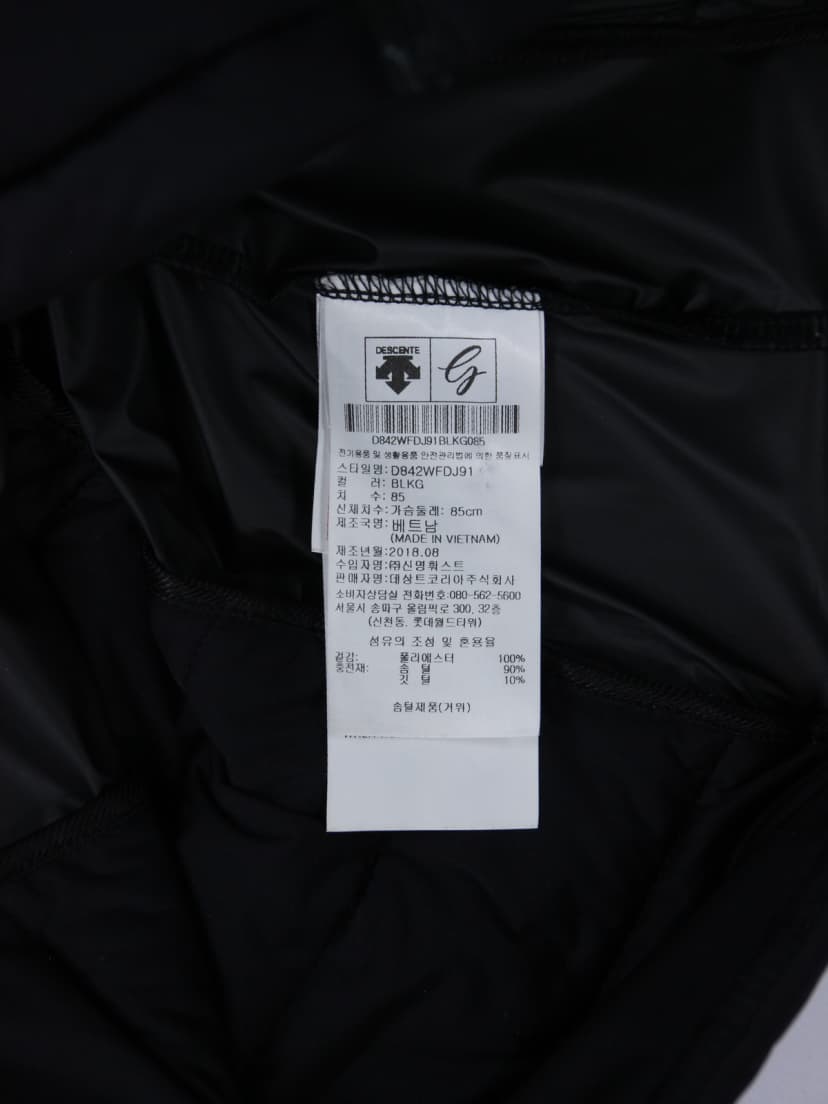 DESCENTE
D842WFDJ91BLKG085
전기용품 및 생활용품 안전관리법에 의한 품질표시
스타일명: D842WFDJ91
컬 러: BLKG
치 수: 85
신체치수: 가슴둘레: 85cm
제조국명: 베트남
(MADE IN VIETNAM)
제조년월: 2018.08
수입자명: ㈜신명훠스트
판매자명: 데상트코리아주식회사
소비자상담실 전화번호: 080-562-5600
서울시 송파구 올림픽로 300, 32층
(신천동, 롯데월드타워)
섬유의 조성 및 혼용율
겉감: 폴리에스터 100%
충전재: 솜 털 90%
깃 털 10%
솜털제품(거위)